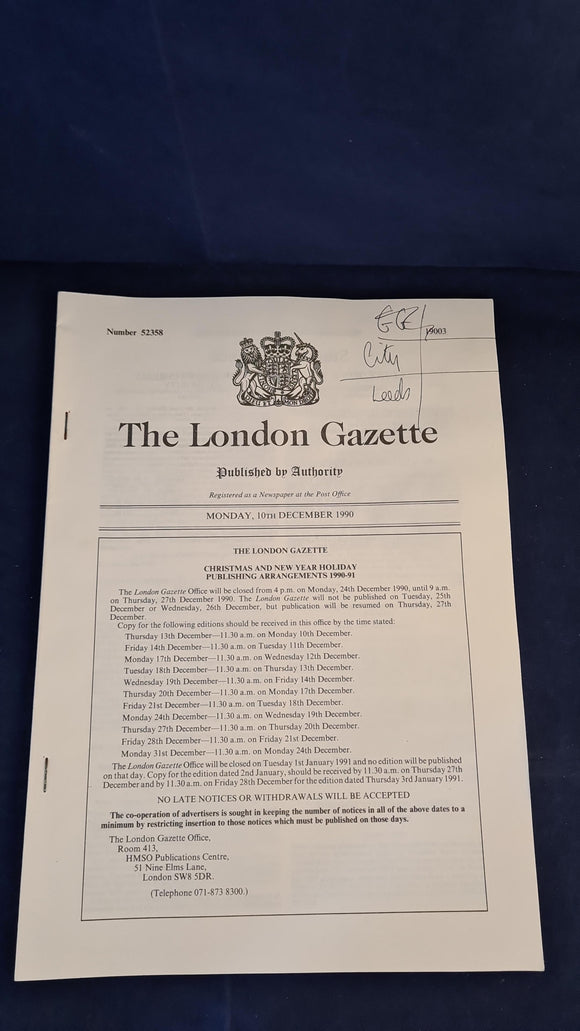 Number 52358
19003
City
Leeds
The London Gazette
Published by Authority
Registered as a Newspaper at the Post Office
MONDAY, 10TH DECEMBER 1990
THE LONDON GAZETTE
CHRISTMAS AND NEW YEAR HOLIDAY
PUBLISHING ARRANGEMENTS 1990-91
The London Gazette Office will be closed from 4 p.m. on Monday, 24th December 1990, until 9 a.m.
on Thursday, 27th December 1990. The London Gazette will not be published on Tuesday, 25th
December or Wednesday, 26th December, but publication will be resumed on Thursday, 27th
December.
Copy for the following editions should be received in this office by the time stated:
Thursday 13th December—11.30 a.m. on Monday 10th December.
Friday 14th December—11.30 a.m. on Tuesday 11th December.
Monday 17th December—11.30 a.m. on Wednesday 12th December.
Tuesday 18th December—11.30 a.m. on Thursday 13th December.
Wednesday 19th December—11.30 a.m. on Friday 14th December.
Thursday 20th December—11.30 a.m. on Monday 17th December.
Friday 21st December—11.30 a.m. on Tuesday 18th December.
Monday 24th December—11.30 a.m. on Wednesday 19th December.
Thursday 27th December—11.30 a.m. on Thursday 20th December.
Friday 28th December—11.30 a.m. on Friday 21st December.
Monday 31st December—11.30 a.m. on Monday 24th December.
The London Gazette Office will be closed on Tuesday 1st January 1991 and no edition will be published
on that day. Copy for the edition dated 2nd January, should be received by 11.30 a.m. on Thursday 27th
December and by 11.30 a.m. on Friday 28th December for the edition dated Thursday 3rd January 1991.
NO LATE NOTICES OR WITHDRAWALS WILL BE ACCEPTED
The co-operation of advertisers is sought in keeping the number of notices in all of the above dates to a
minimum by restricting insertion to those notices which must be published on those days.
The London Gazette Office,
Room 413,
HMSO Publications Centre,
51 Nine Elms Lane,
London SW8 5DR.
(Telephone 071-873 8300.)